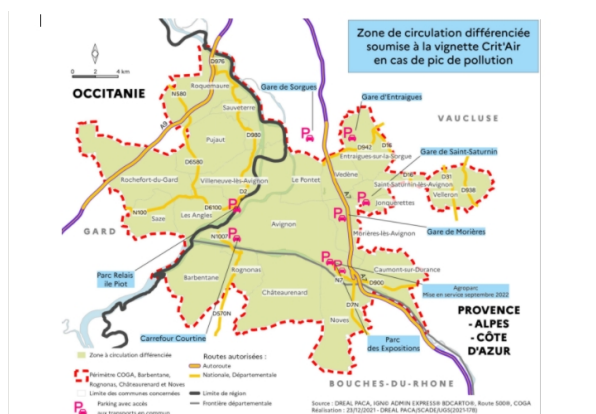 Zone de circulation différenciée
soumise à la vignette Crit'Air
en cas de pic de pollution
0 2 4 km
OCCITANIE
D976
Roquemaure
N580
Sauveterre
Gare de Sorgues
Gare d'Entraigues
VAUCLUSE
A9
Pujaut
D980
D942
D16
Entraigues-sur-la-Sorgue
Gare de Saint-Saturnin
D6580
Rochefort-du-Gard
Villeneuve-lès-Avignon
Le Pontet
Vedène
D31
Saint-Saturnin-lès-Avignon
Velleron
D938
D2
Jonquerettes
N100
Saze
Les Angles
D6100
Avignon
Morières-lès-Avignon
Gare de Morières
GARD
N1007
Parc Relais
ile Piot
Barbentane
Rognonas
Caumont-sur-Durance
N7
D900
Agroparc
Mise en service septembre 2022
Châteaurenard
D570N
D7N
Noves
PROVENCE
- ALPES
- CÔTE
D'AZUR
Carrefour Courtine
Parc
des Expositions
BOUCHES-DU-RHONE
Zone à circulation différenciée
Périmètre COGA, Barbentane,
Rognonas, Châteaurenard et Noves
Limite des communes concernées
Parking avec accès
aux transports en commun
Routes autorisées :
Autoroute
Nationale, Départementale
Limite de région
Frontière départementale
Source : DREAL PACA, IGN© ADMIN EXPRESS® BDCARTO®, Route 500®, COGA
Réalisation : 23/12/2021 - DREAL PACA/SCADE/UGS(2021-178)